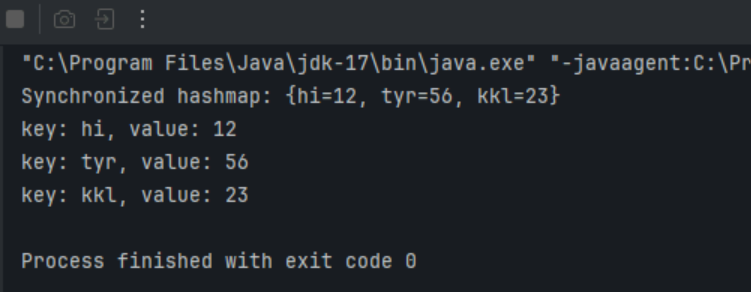 "C:\Program Files\Java\jdk-17\bin\java.exe" "-javaagent:C:\Pr
Synchronized hashmap: {hi=12, tyr=56, kkl=23}
key: hi, value: 12
key: tyr, value: 56
key: kkl, value: 23
Process finished with exit code 0